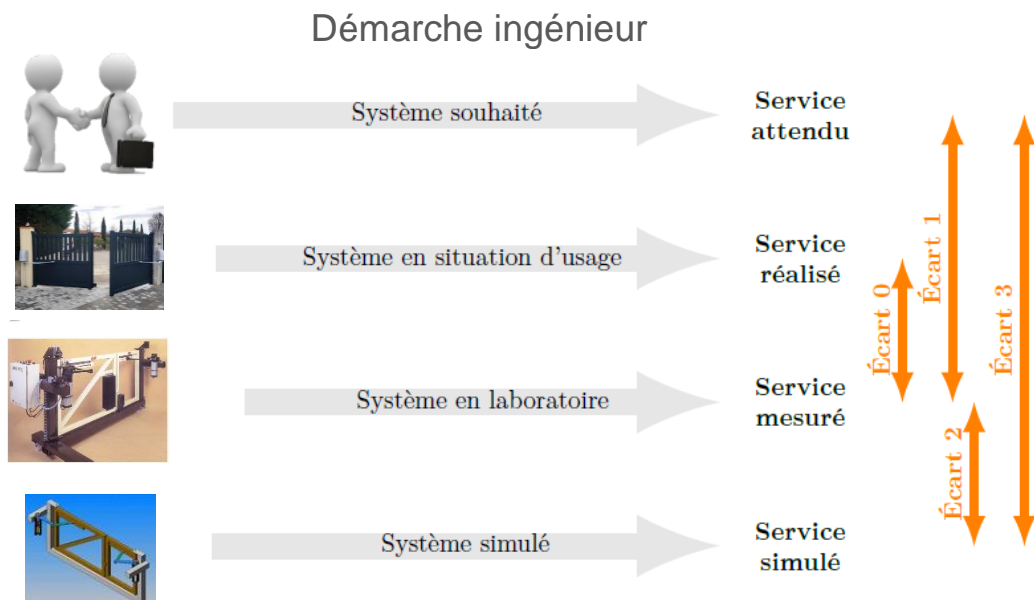 Démarche ingénieur
Système souhaité
Service
attendu
Système en situation d'usage
Service
réalisé
Système en laboratoire
Service
mesuré
Système simulé
Service
simulé
Écart 0
Écart 1
Écart 2
Écart 3